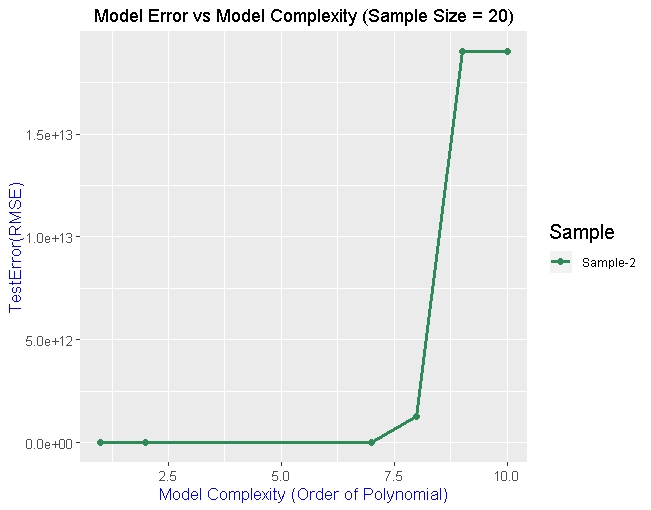 Model Error vs Model Complexity (Sample Size = 20)
TestError(RMSE)
1.5e+13
1.0e+13
5.0e+12
0.0e+00
2.5 5.0 7.5 10.0
Model Complexity (Order of Polynomial)
Sample
Sample-2